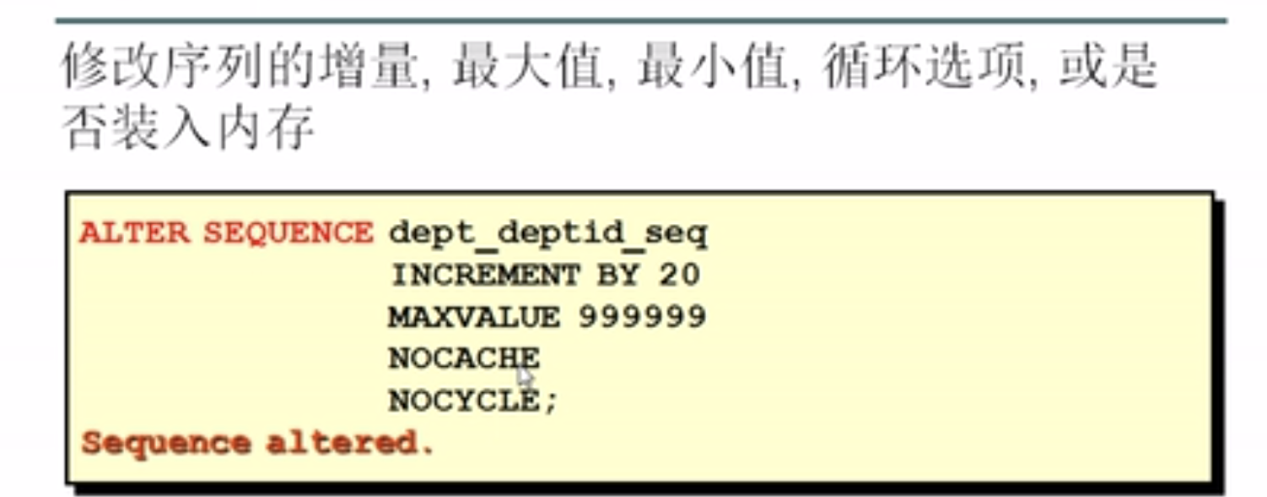 修改序列的增量, 最大值, 最小值, 循环选项, 或是
否装入内存
ALTER SEQUENCE dept_deptid_seq
INCREMENT BY 20
MAXVALUE 999999
NOCACHE
NOCYCLE;
Sequence altered.